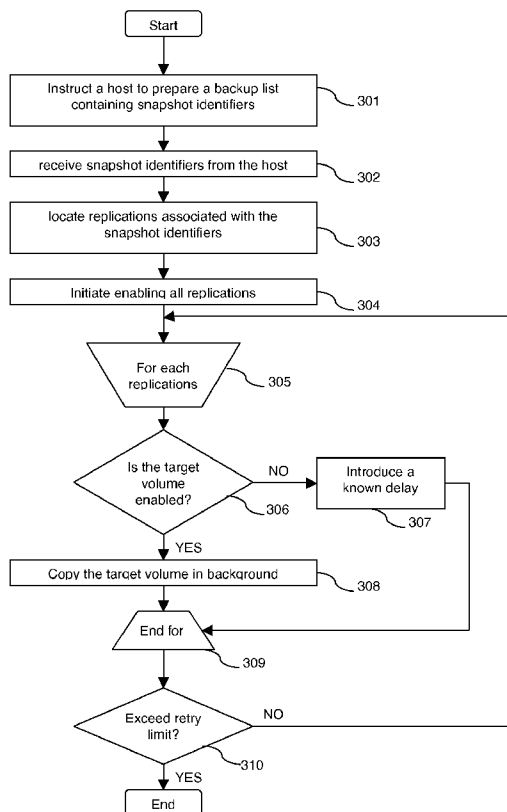 Start
Instruct a host to prepare a backup list
containing snapshot identifiers
301
receive snapshot identifiers from the host
302
locate replications associated with the
snapshot identifiers
303
Initiate enabling all replications
304
For each
replications
305
Is the target
volume
enabled?
306
NO
Introduce a
known delay
307
YES
Copy the target volume in background
308
End for
309
Exceed retry
limit?
310
NO
YES
End